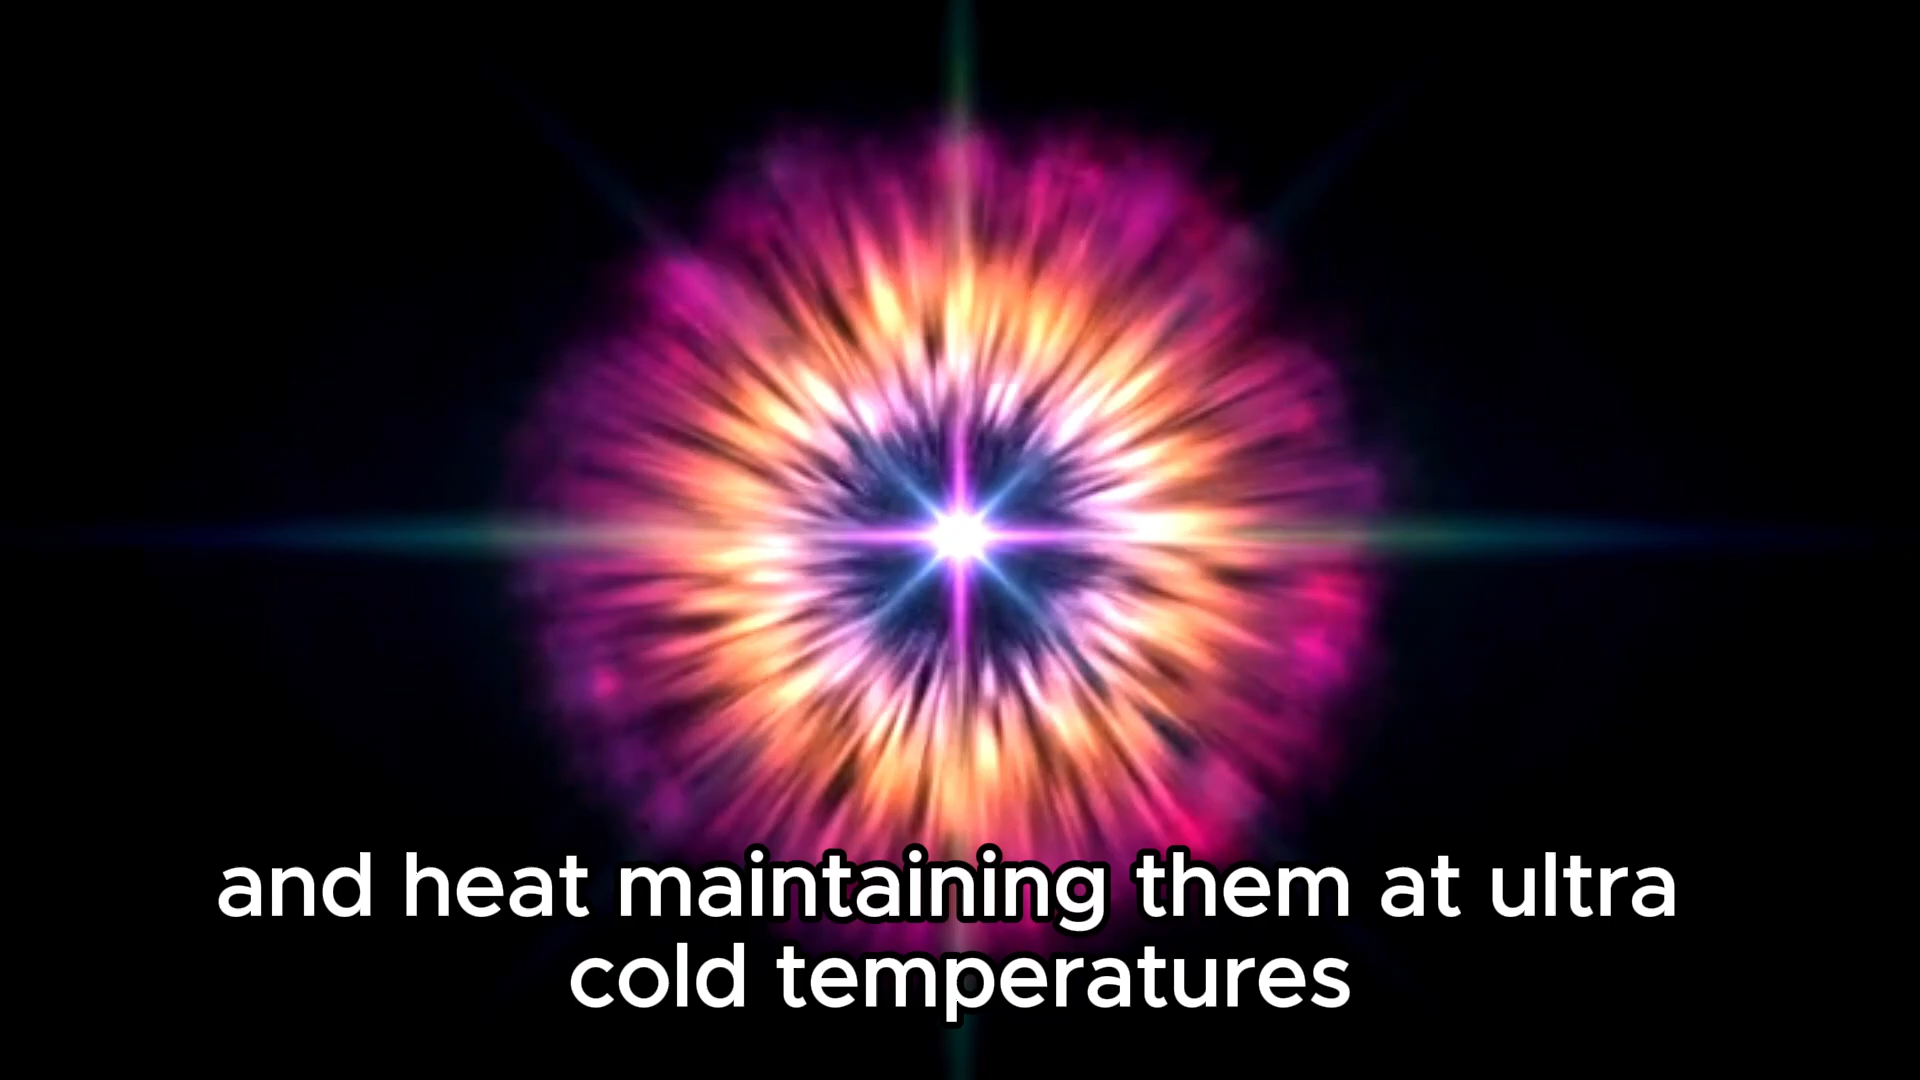 and heat maintaining them at ultra
cold temperatures